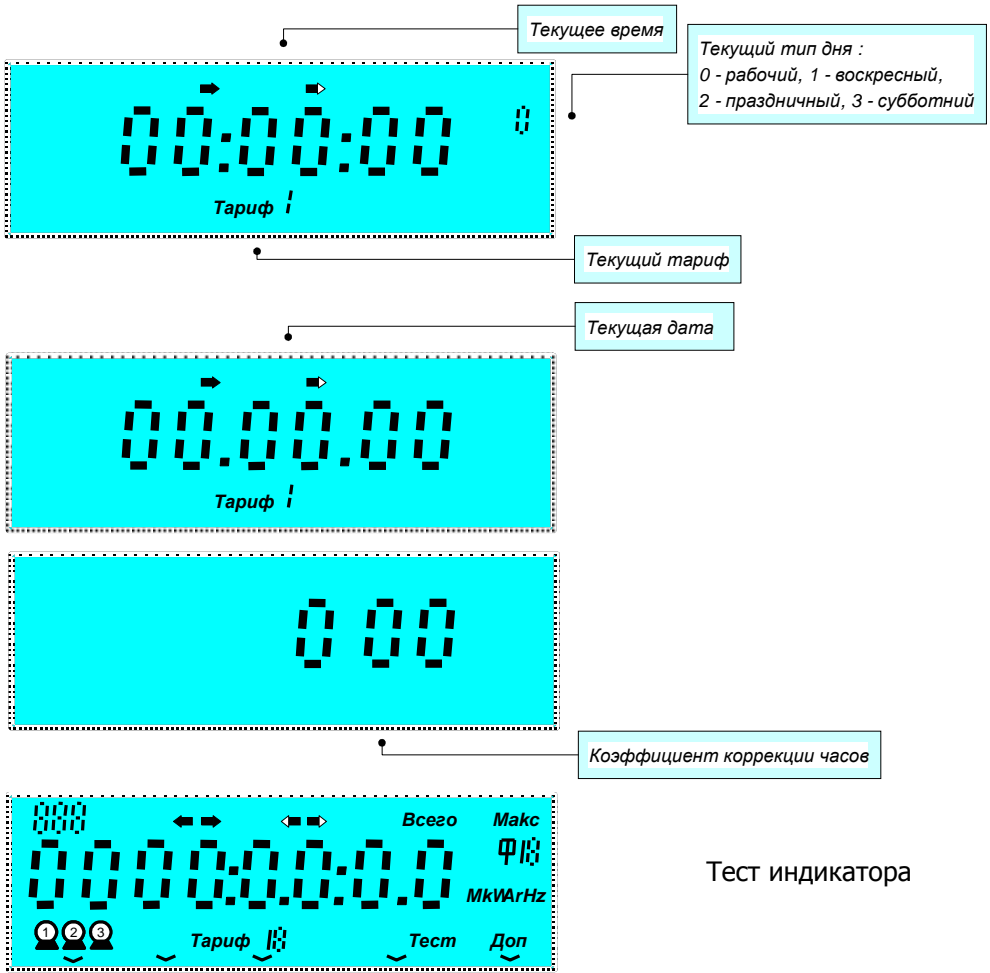 Текущее время
Текущий тип дня :
0 - рабочий, 1 - воскресный,
2 - праздничный, 3 - субботний
00:00:00 0
Тариф 1
Текущий тариф
Текущая дата
00.00.00
Тариф 1
0 00
Коэффициент коррекции часов
888 Всего Макс
0000:0.0:0.0 18
MkWArHz
1 2 3 Тариф 18 Тест Доп
Тест индикатора